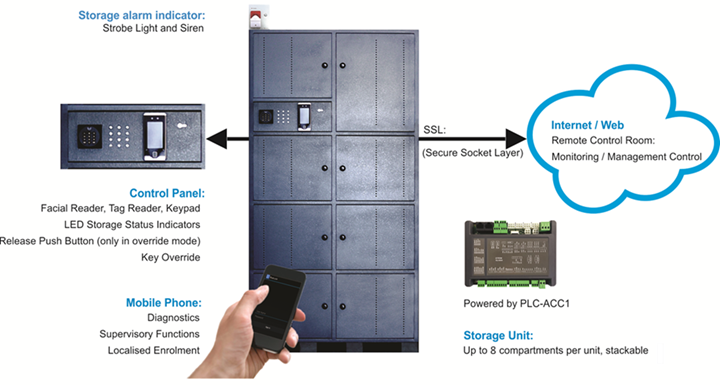 Storage alarm indicator:
Strobe Light and Siren
SSL:
(Secure Socket Layer)
Internet / Web
Remote Control Room:
Monitoring / Management Control
Control Panel:
Facial Reader, Tag Reader, Keypad
LED Storage Status Indicators
Release Push Button (only in override mode)
Key Override
Mobile Phone:
Diagnostics
Supervisory Functions
Localised Enrolment
Powered by PLC-ACC1
Storage Unit:
Up to 8 compartments per unit, stackable